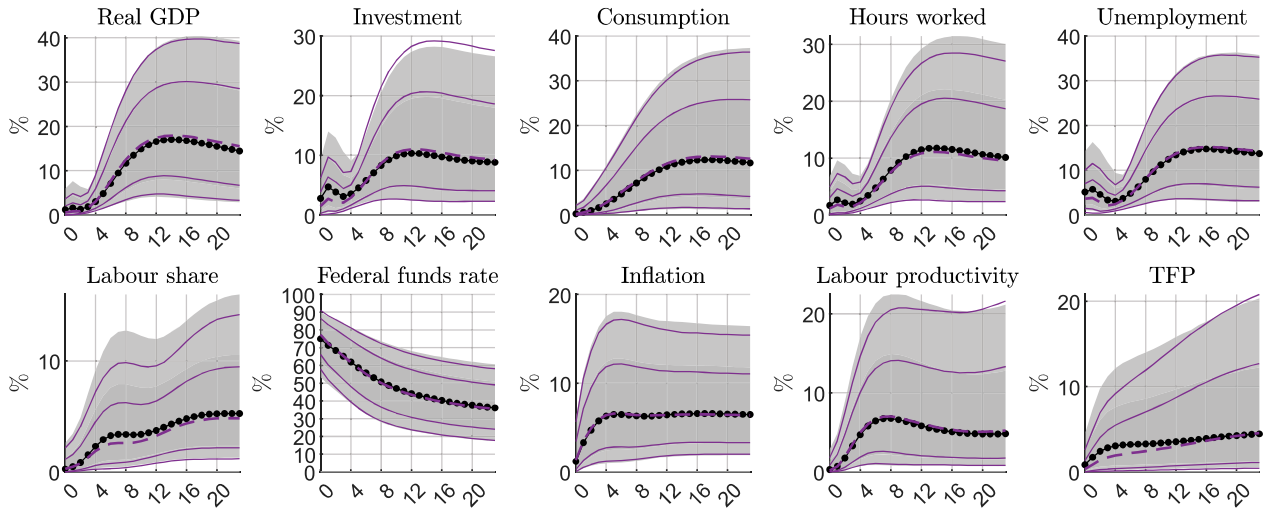 Real GDP
Investment
Consumption
Hours worked
Unemployment
%
40
30
20
10
0
0 4 8 12 16 20
%
30
20
10
0
0 4 8 12 16 20
%
40
30
20
10
0
0 4 8 12 16 20
%
30
20
10
0
0 4 8 12 16 20
%
40
30
20
10
0
0 4 8 12 16 20
Labour share
Federal funds rate
Inflation
Labour productivity
TFP
%
10
0
0 4 8 12 16 20
%
100
90
80
70
60
50
40
30
20
10
0
0 4 8 12 16 20
%
20
10
0
0 4 8 12 16 20
%
20
10
0
0 4 8 12 16 20
%
20
10
0
0 4 8 12 16 20